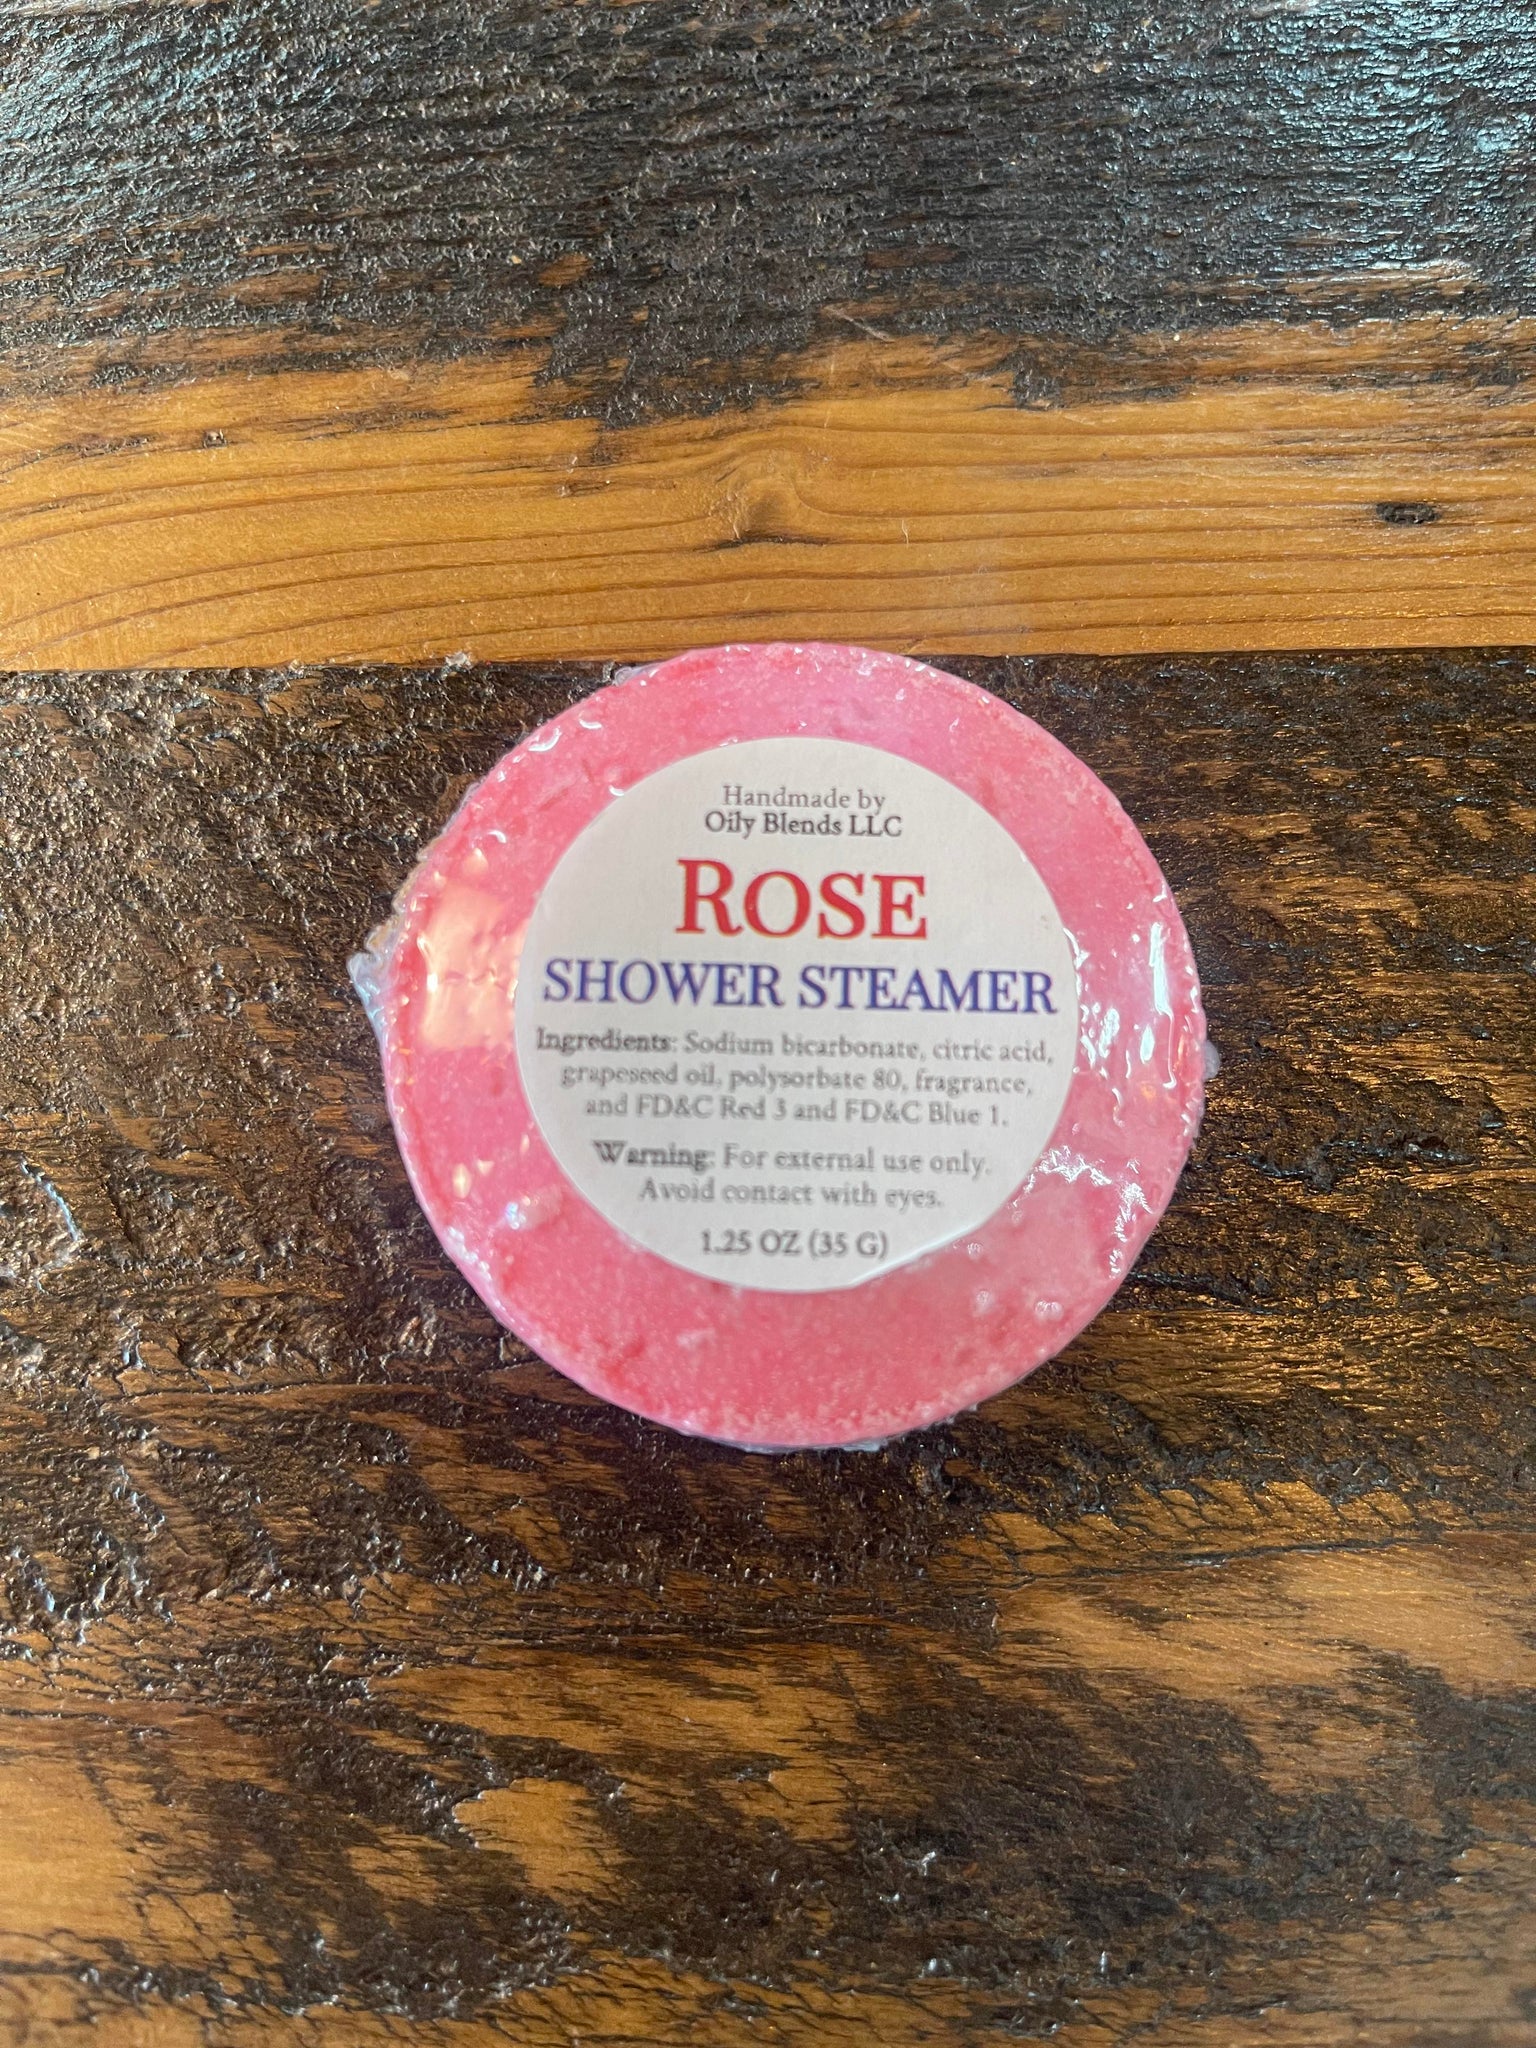 Handmade by
Oily Blends LLC
ROSE
SHOWER STEAMER
Ingredients: Sodium bicarbonate, citric acid,
grapeseed oil, polysorbate 80, fragrance,
and FD&C Red 3 and FD&C Blue 1.
Warning: For external use only.
Avoid contact with eyes.
1.25 OZ (35 G)